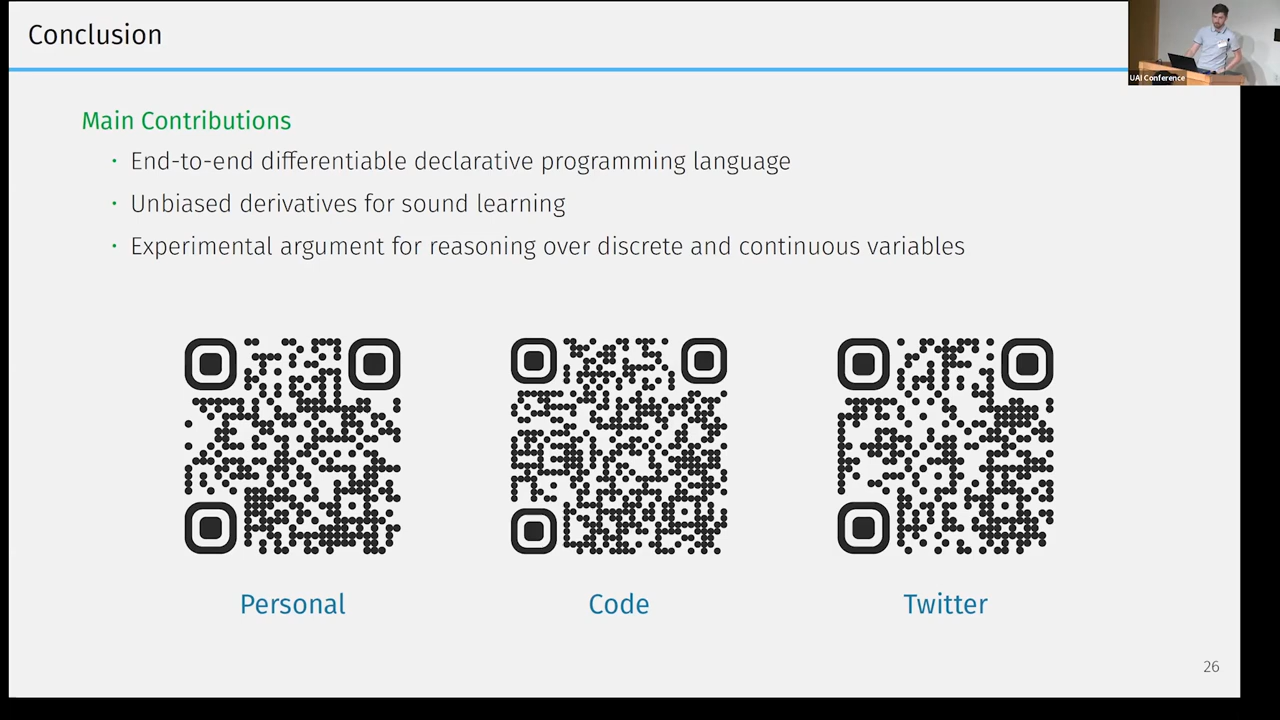 Conclusion
UAI Conference
Main Contributions
· End-to-end differentiable declarative programming language
· Unbiased derivatives for sound learning
· Experimental argument for reasoning over discrete and continuous variables
Personal
Code
Twitter
26